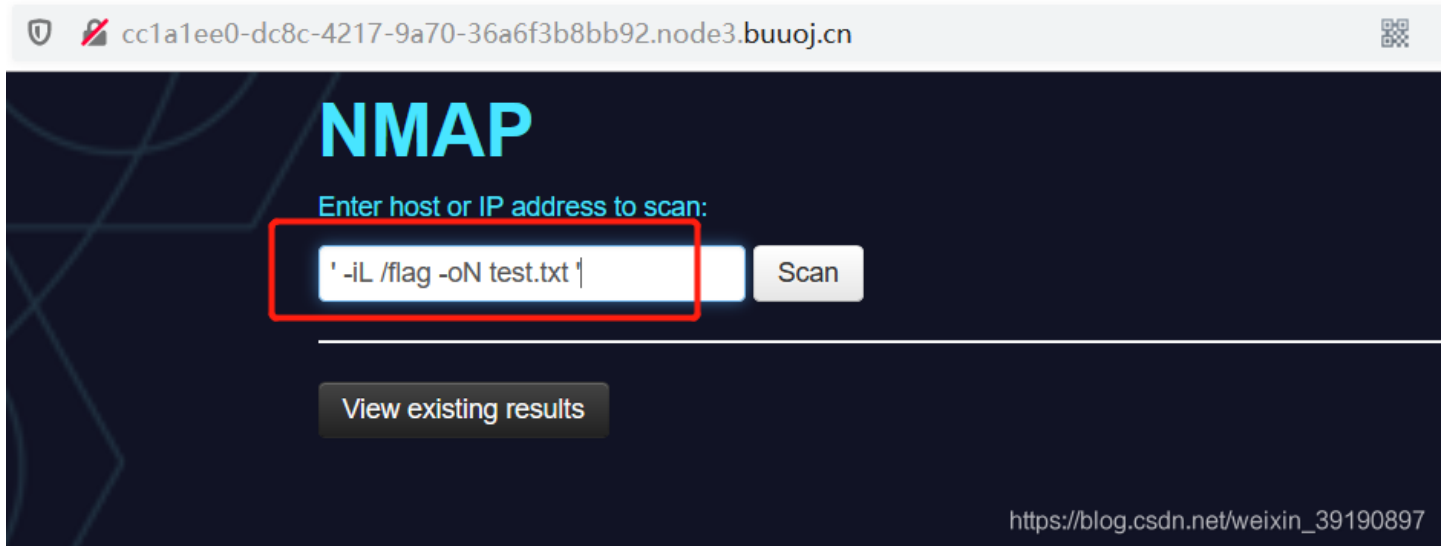 cc1a1ee0-dc8c-4217-9a70-36a6f3b8bb92.node3.buuoj.cn
NMAP
Enter host or IP address to scan:
' -iL /flag -oN test.txt '
Scan
View existing results
https://blog.csdn.net/weixin_39190897